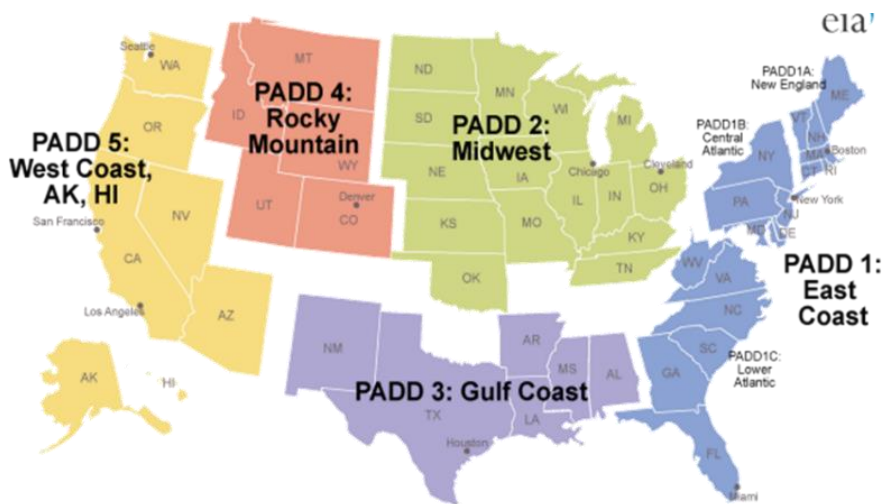 eia
Seattle
WA
MT
ND
MN
PADD1A:
New England
ME
PADD 4:
Rocky
Mountain
ID
OR
SD
WI
MI
VT
NH
PADD 5:
West Coast,
AK, HI
PADD 2:
Midwest
PADD1B:
Central
Atlantic
NY
MA
Boston
CT
RI
WY
NE
IA
Chicago
Cleveland
PA
New York
NJ
San Francisco
NV
UT
Denver
CO
KS
MO
IL
IN
OH
MD
DE
CA
KY
WV
VA
PADD 1:
East
Coast
Los Angeles
AZ
OK
TN
NC
NM
AR
SC
PADD1C:
Lower
Atlantic
AK
HI
MS
AL
GA
PADD 3: Gulf Coast
TX
LA
Houston
FL
Miami